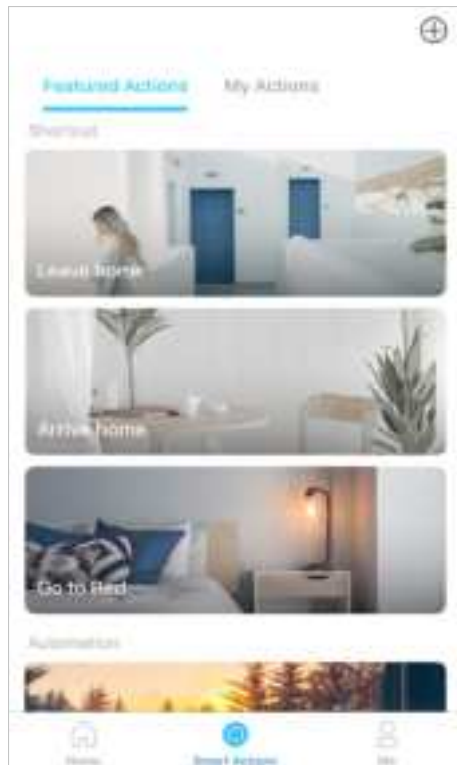 Featured Actions
My Actions
Shortcut
Leave home
Arrive home
Go to Bed
Automation
Home
Smart Actions
Me